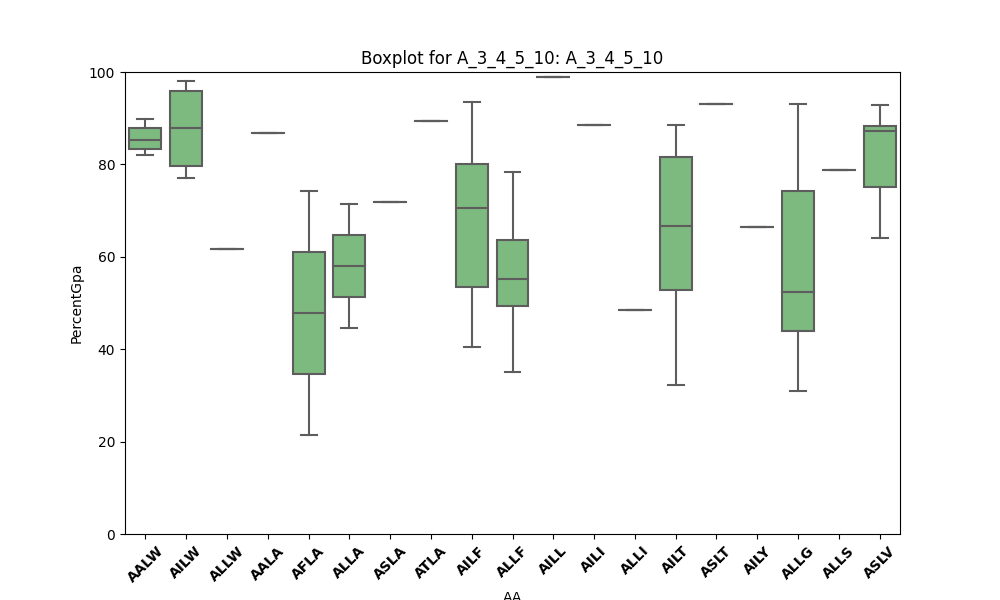 Boxplot for A_3_4_5_10: A_3_4_5_10
100
80
60
40
20
0
PercentGpa
AALW AILW ALLW AALA AFLA ALLA ASLA ATLA AILF ALLF AILL AILI ALLI AILT ASLT AILY ALLG ALLS ASLV
AA